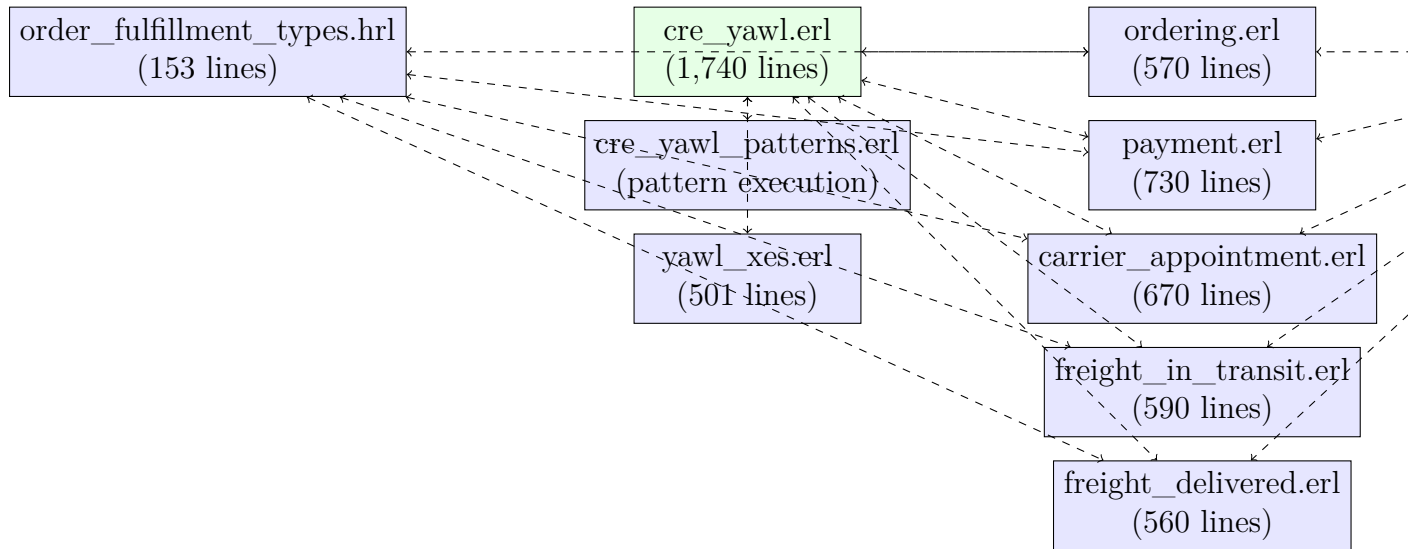 order_fulfillment_types.hrl
(153 lines)
cre_yawl.erl
(1,740 lines)
ordering.erl
(570 lines)
cre_yawl_patterns.erl
(pattern execution)
payment.erl
(730 lines)
yawl_xes.erl
(501 lines)
carrier_appointment.erl
(670 lines)
freight_in_transit.erl
(590 lines)
freight_delivered.erl
(560 lines)